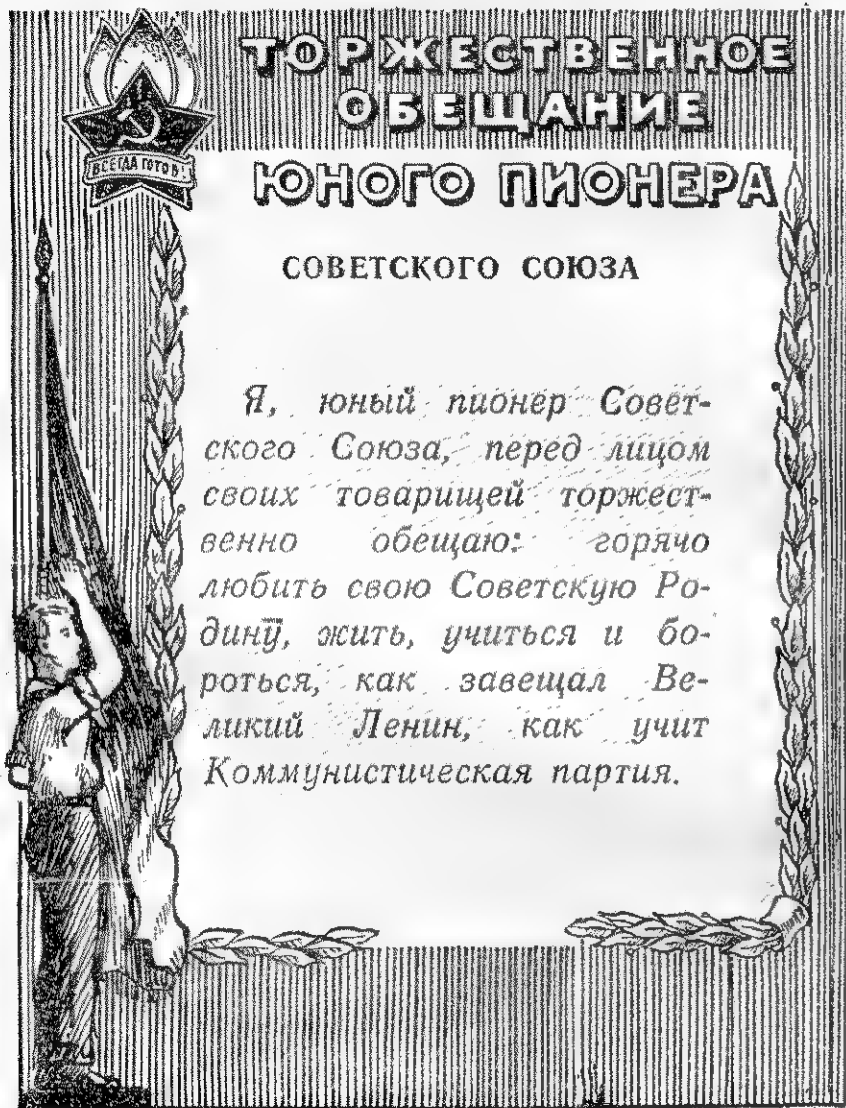 ТОРЖЕСТВЕННОЕ
ОБЕЩАНИЕ
ЮНОГО ПИОНЕРА
ВСЕГДА ГОТОВ!
СОВЕТСКОГО СОЮЗА
Я, юный пионер Совет-
ского Союза, перед лицом
своих товарищей торжест-
венно обещаю: горячо
любить свою Советскую Ро-
дину, жить, учиться и бо-
роться, как завещал Ве-
ликий Ленин, как учит
Коммунистическая партия.